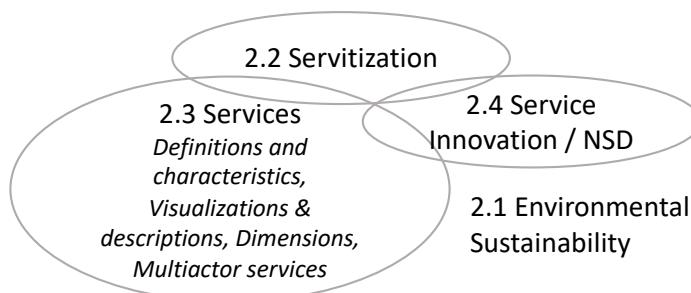 2.2 Servitization
2.3 Services
Definitions and
characteristics,
Visualizations &
descriptions, Dimensions,
Multiactor services
2.4 Service
Innovation / NSD
2.1 Environmental
Sustainability